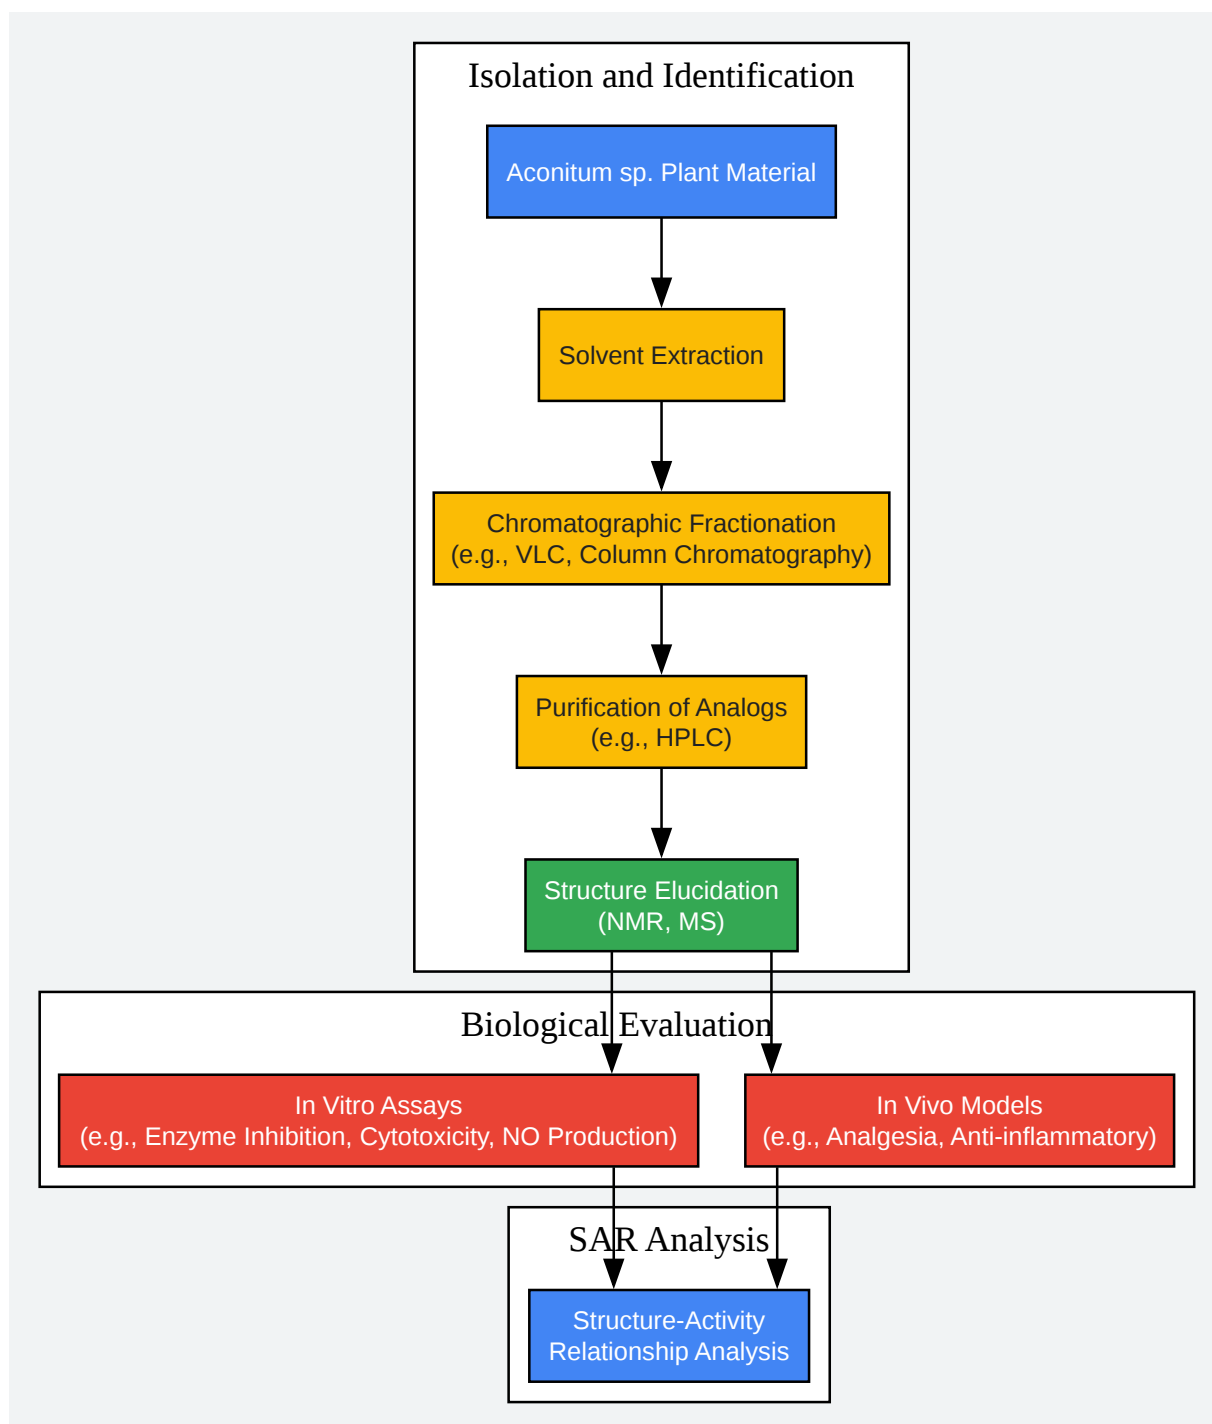 Isolation and Identification
Aconitum sp. Plant Material
Solvent Extraction
Chromatographic Fractionation
(e.g., VLC, Column Chromatography)
Purification of Analogs
(e.g., HPLC)
Structure Elucidation
(NMR, MS)
Biological Evaluation
In Vitro Assays
(e.g., Enzyme Inhibition, Cytotoxicity, NO Production)
In Vivo Models
(e.g., Analgesia, Anti-inflammatory)
SAR Analysis
Structure-Activity
Relationship Analysis